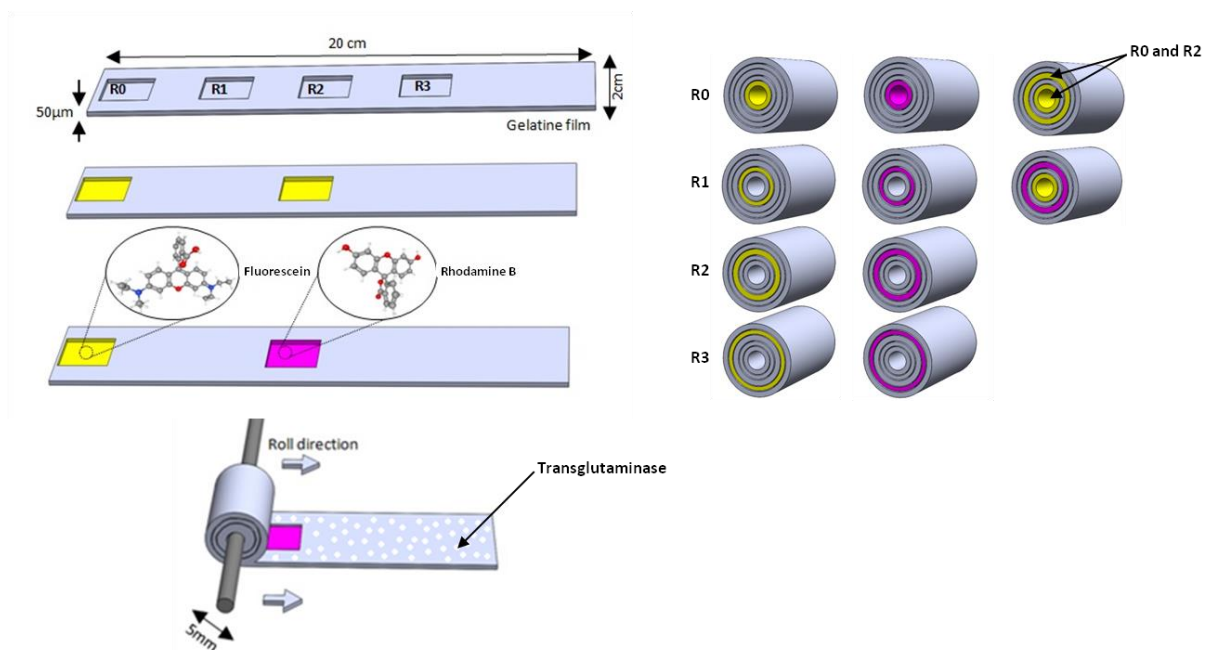 20 cm
R0
R1
R2
R3
50µm
2cm
Gelatine film
Fluorescein
Rhodamine B
Roll direction
Transglutaminase
5mm
R0 and R2
R0
R1
R2
R3